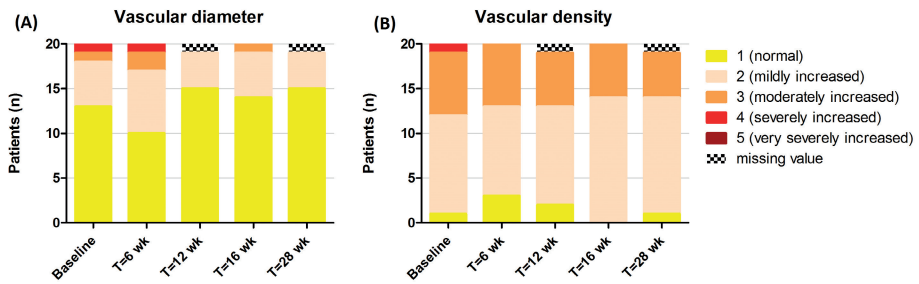 (A)
Vascular diameter
Patients (n)
20
15
10
5
0
Baseline
T=6 wk
T=12 wk
T=16 wk
T=28 wk
(B)
Vascular density
Patients (n)
20
15
10
5
0
Baseline
T=6 wk
T=12 wk
T=16 wk
T=28 wk
1 (normal)
2 (mildly increased)
3 (moderately increased)
4 (severely increased)
5 (very severely increased)
missing value